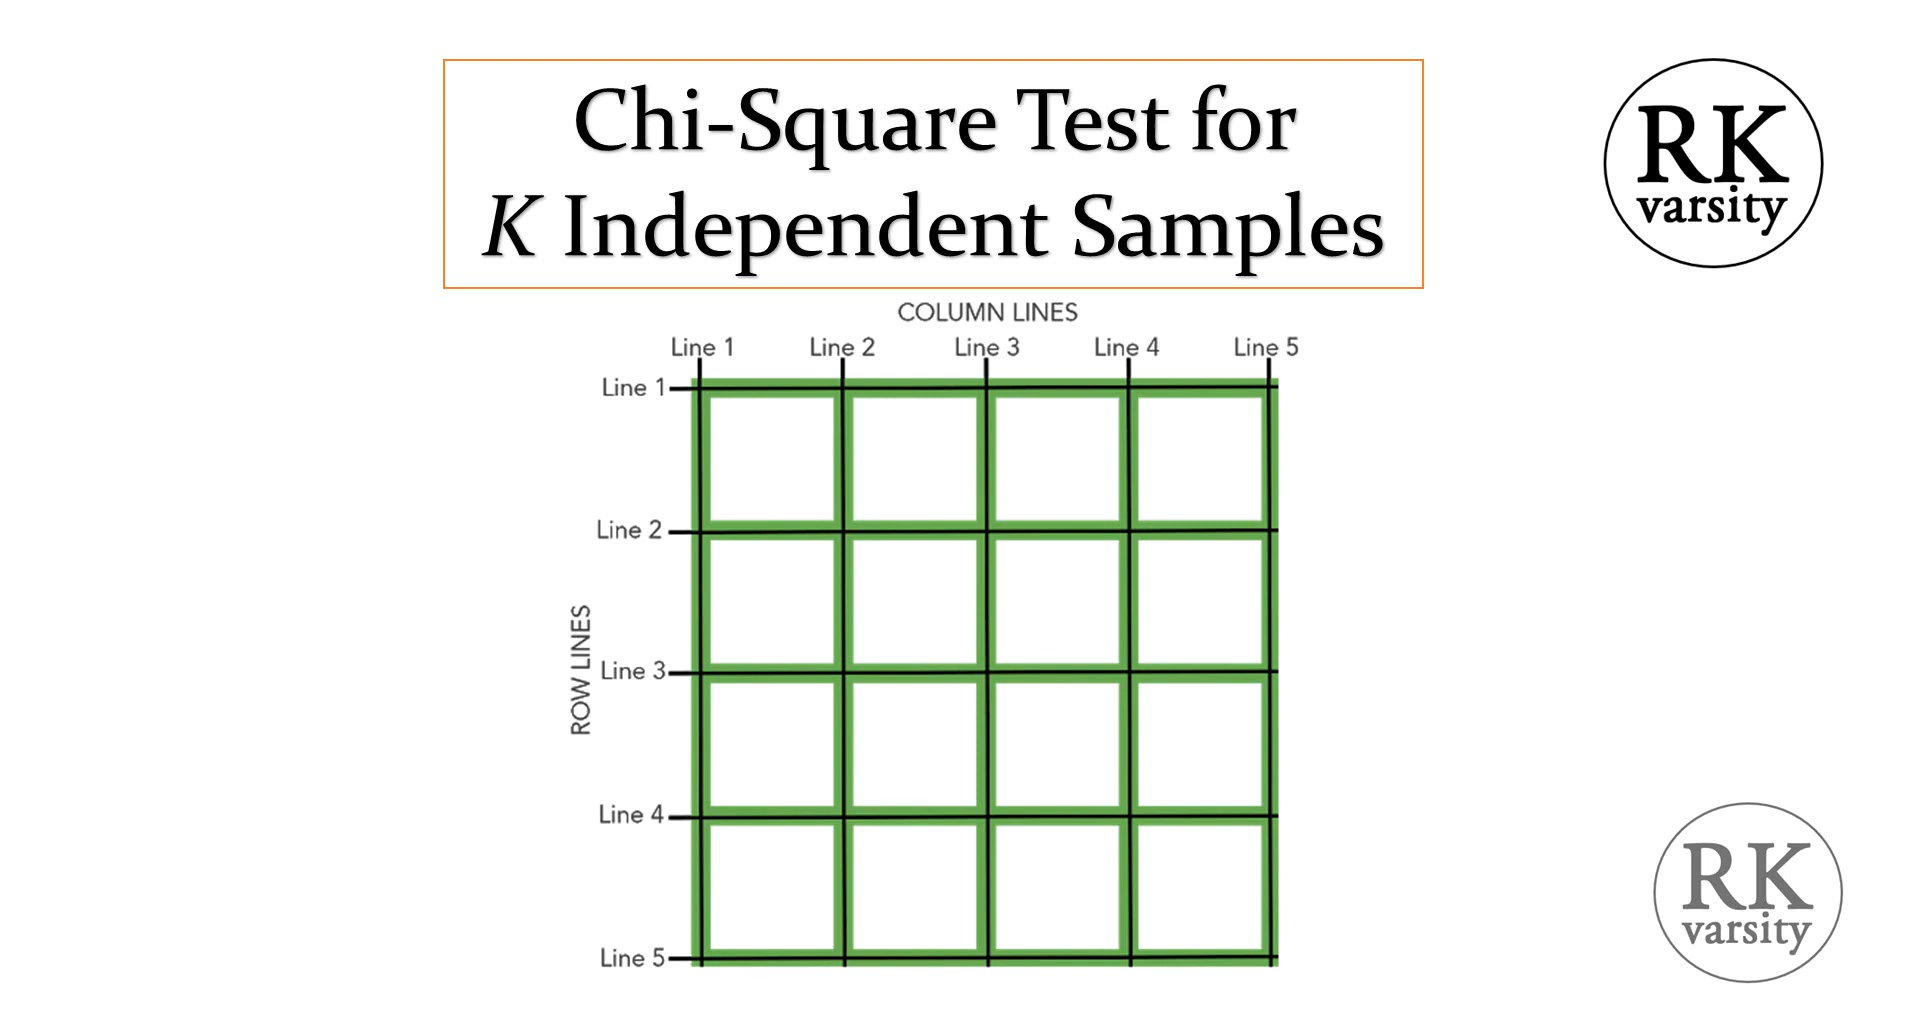 Chi-Square Test for
K Independent Samples
RK
varsity
COLUMN LINES
Line 1 Line 2 Line 3 Line 4 Line 5
Line 1
Line 2
ROW LINES
Line 3
Line 4
Line 5
RK
varsity